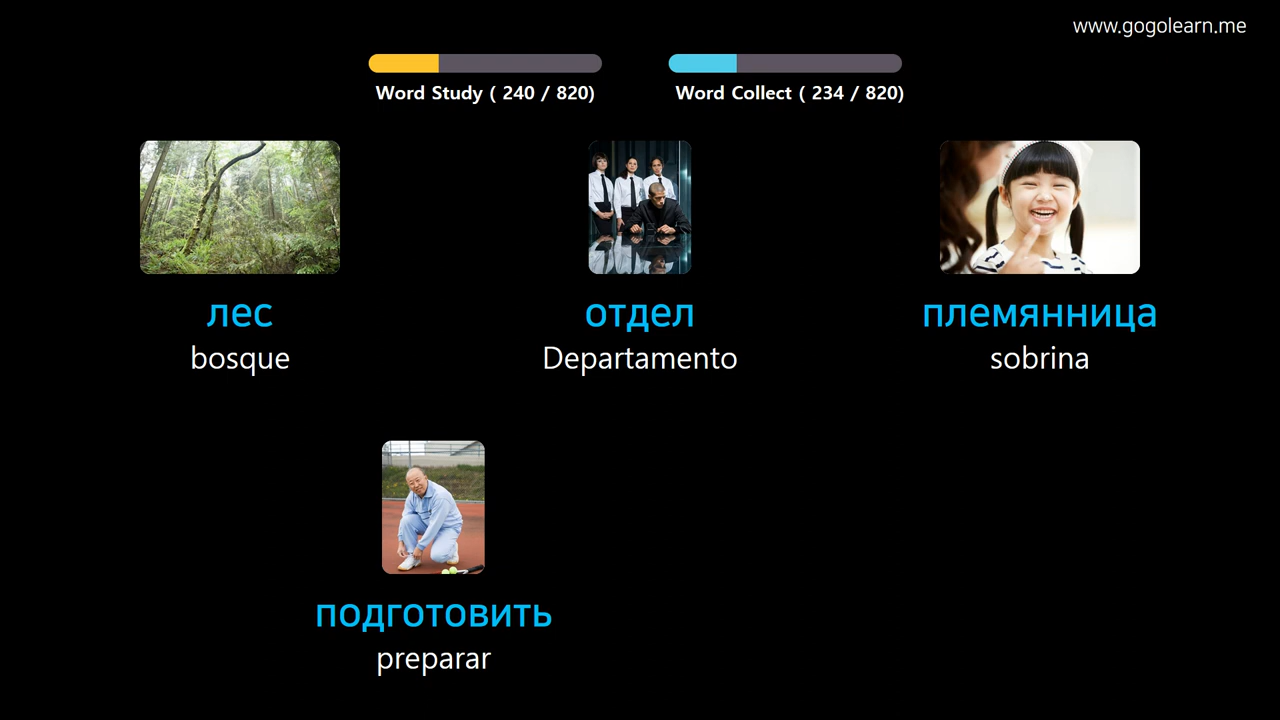 www.gogolearn.me
Word Study ( 240 / 820)
Word Collect ( 234 / 820)
лес
bosque
отдел
Departamento
племянница
sobrina
подготовить
preparar